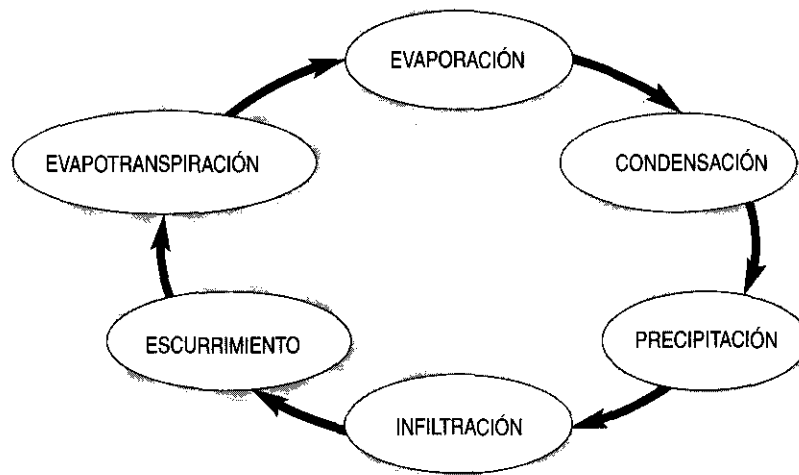 EVAPORACIÓN
CONDENSACIÓN
PRECIPITACIÓN
INFILTRACIÓN
ESCURRIMIENTO
EVAPOTRANSPIRACIÓN